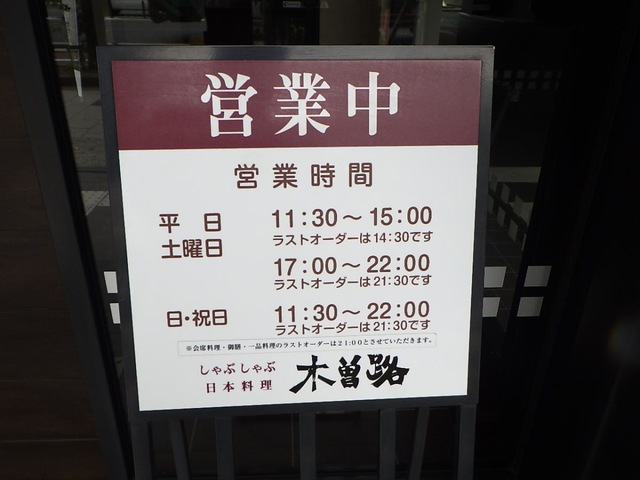 営業中
営業時間
平日 11:30～15:00
ラストオーダーは14:30です
土曜日
17:00～22:00
ラストオーダーは21:30です
日・祝日 11:30～22:00
ラストオーダーは21:30です
※会席料理・御膳・一品料理のラストオーダーは21:00とさせていただきます。
しゃぶしゃぶ
日本料理
木曽路